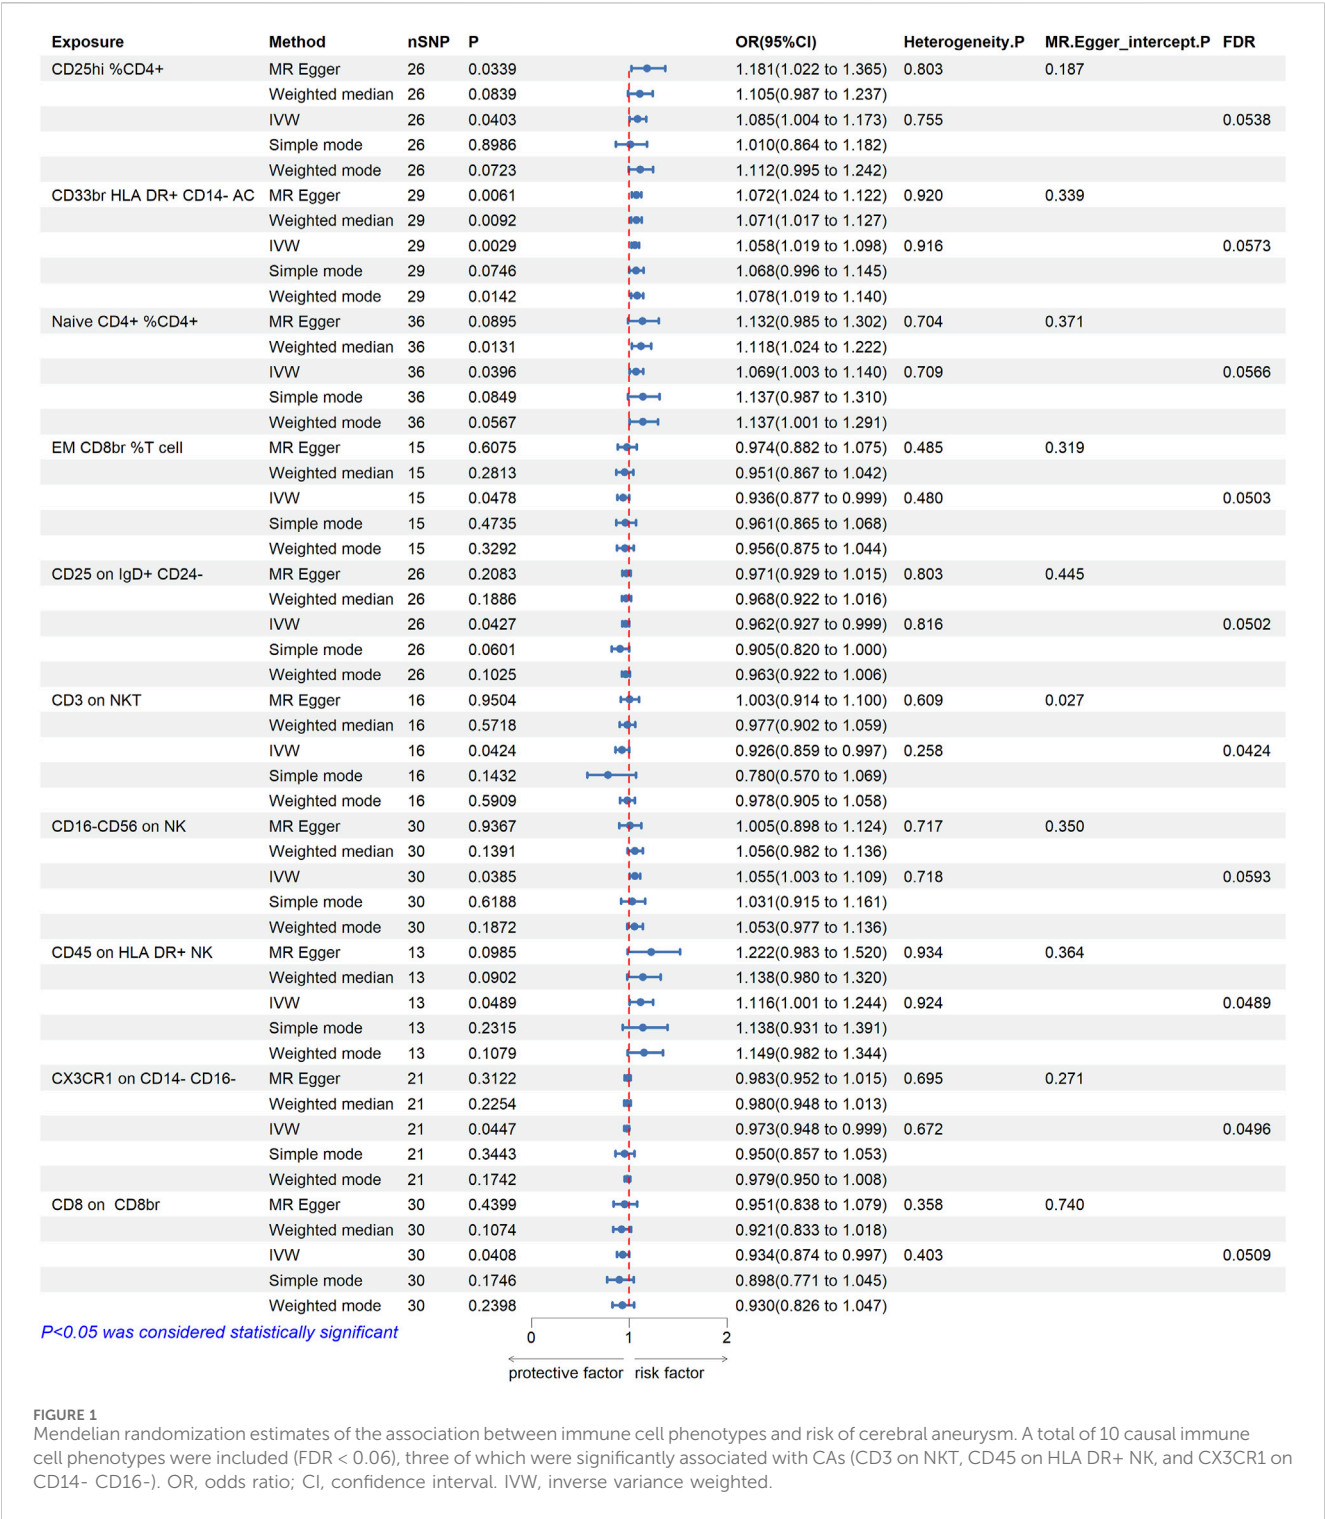 Exposure Method nSNP P OR(95%CI) Heterogeneity.P MR.Egger_intercept.P FDR
CD25hi %CD4+ MR Egger 26 0.0339 1.181(1.022 to 1.365) 0.803 0.187
Weighted median 26 0.0839 1.105(0.987 to 1.237)
IVW 26 0.0403 1.085(1.004 to 1.173) 0.755 0.0538
Simple mode 26 0.8986 1.010(0.864 to 1.182)
Weighted mode 26 0.0723 1.112(0.995 to 1.242)
CD33br HLA DR+ CD14- AC MR Egger 29 0.0061 1.072(1.024 to 1.122) 0.920 0.339
Weighted median 29 0.0092 1.071(1.017 to 1.127)
IVW 29 0.0029 1.058(1.019 to 1.098) 0.916 0.0573
Simple mode 29 0.0746 1.068(0.996 to 1.145)
Weighted mode 29 0.0142 1.078(1.019 to 1.140)
Naive CD4+ %CD4+ MR Egger 36 0.0895 1.132(0.985 to 1.302) 0.704 0.371
Weighted median 36 0.0131 1.118(1.024 to 1.222)
IVW 36 0.0396 1.069(1.003 to 1.140) 0.709 0.0566
Simple mode 36 0.0849 1.137(0.987 to 1.310)
Weighted mode 36 0.0567 1.137(1.001 to 1.291)
EM CD8br %T cell MR Egger 15 0.6075 0.974(0.882 to 1.075) 0.485 0.319
Weighted median 15 0.2813 0.951(0.867 to 1.042)
IVW 15 0.0478 0.936(0.877 to 0.999) 0.480 0.0503
Simple mode 15 0.4735 0.961(0.865 to 1.068)
Weighted mode 15 0.3292 0.956(0.875 to 1.044)
CD25 on IgD+ CD24- MR Egger 26 0.2083 0.971(0.929 to 1.015) 0.803 0.445
Weighted median 26 0.1886 0.968(0.922 to 1.016)
IVW 26 0.0427 0.962(0.927 to 0.999) 0.816 0.0502
Simple mode 26 0.0601 0.905(0.820 to 1.000)
Weighted mode 26 0.1025 0.963(0.922 to 1.006)
CD3 on NKT MR Egger 16 0.9504 1.003(0.914 to 1.100) 0.609 0.027
Weighted median 16 0.5718 0.977(0.902 to 1.059)
IVW 16 0.0424 0.926(0.859 to 0.997) 0.258 0.0424
Simple mode 16 0.1432 0.780(0.570 to 1.069)
Weighted mode 16 0.5909 0.978(0.905 to 1.058)
CD16-CD56 on NK MR Egger 30 0.9367 1.005(0.898 to 1.124) 0.717 0.350
Weighted median 30 0.1391 1.056(0.982 to 1.136)
IVW 30 0.0385 1.055(1.003 to 1.109) 0.718 0.0593
Simple mode 30 0.6188 1.031(0.915 to 1.161)
Weighted mode 30 0.1872 1.053(0.977 to 1.136)
CD45 on HLA DR+ NK MR Egger 13 0.0985 1.222(0.983 to 1.520) 0.934 0.364
Weighted median 13 0.0902 1.138(0.980 to 1.320)
IVW 13 0.0489 1.116(1.001 to 1.244) 0.924 0.0489
Simple mode 13 0.2315 1.138(0.931 to 1.391)
Weighted mode 13 0.1079 1.149(0.982 to 1.344)
CX3CR1 on CD14- CD16- MR Egger 21 0.3122 0.983(0.952 to 1.015) 0.695 0.271
Weighted median 21 0.2254 0.980(0.948 to 1.013)
IVW 21 0.0447 0.973(0.948 to 0.999) 0.672 0.0496
Simple mode 21 0.3443 0.950(0.857 to 1.053)
Weighted mode 21 0.1742 0.979(0.950 to 1.008)
CD8 on CD8br MR Egger 30 0.4399 0.951(0.838 to 1.079) 0.358 0.740
Weighted median 30 0.1074 0.921(0.833 to 1.018)
IVW 30 0.0408 0.934(0.874 to 0.997) 0.403 0.0509
Simple mode 30 0.1746 0.898(0.771 to 1.045)
Weighted mode 30 0.2398 0.930(0.826 to 1.047)
P<0.05 was considered statistically significant
0 1 2
protective factor risk factor
FIGURE 1
Mendelian randomization estimates of the association between immune cell phenotypes and risk of cerebral aneurysm. A total of 10 causal immune
cell phenotypes were included (FDR < 0.06), three of which were significantly associated with CAs (CD3 on NKT, CD45 on HLA DR+ NK, and CX3CR1 on
CD14- CD16-). OR, odds ratio; CI, confidence interval. IVW, inverse variance weighted.